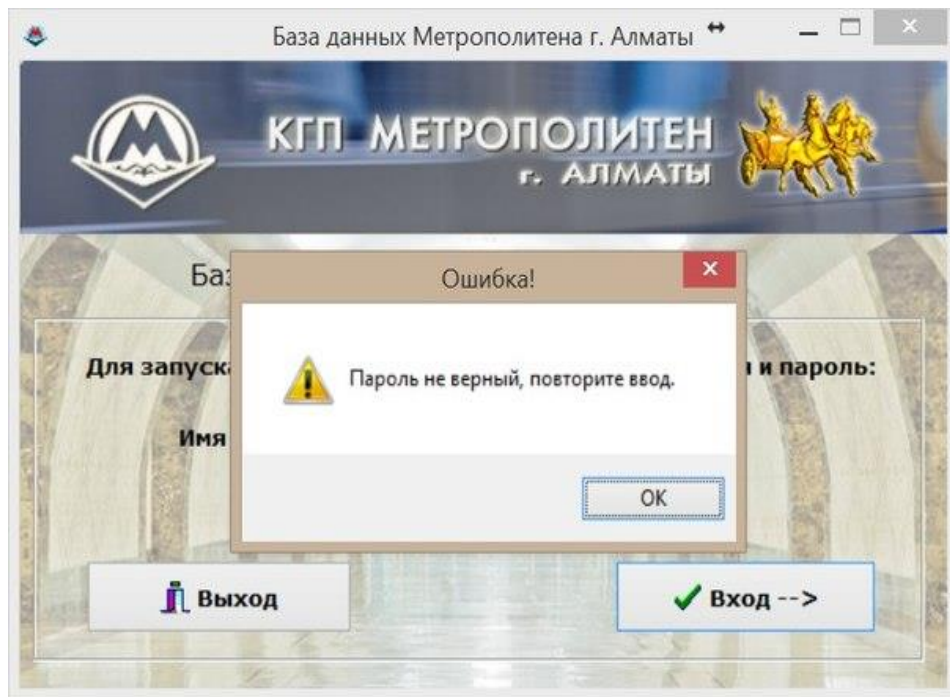 База данных Метрополитена г. Алматы
КГП МЕТРОПОЛИТЕН
г. АЛМАТЫ
Ошибка!
Для
и пароль:
Пароль не верный, повторите ввод.
Имя
OK
Выход
Вход -->